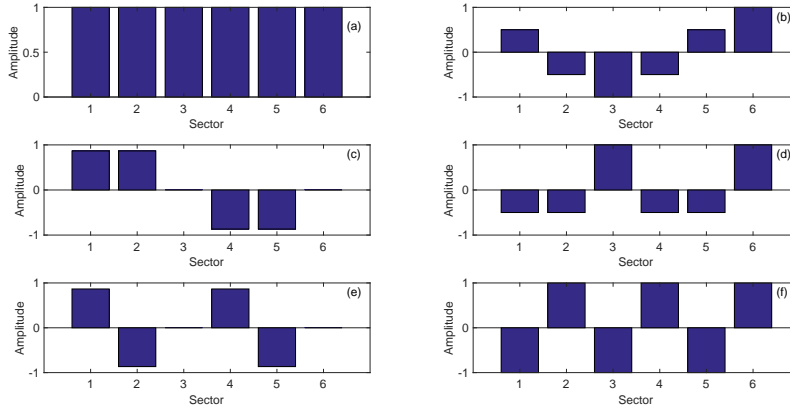 (a)
1
0.5
0
Amplitude
1 2 3 4 5 6
Sector
(b)
1
0
-1
Amplitude
1 2 3 4 5 6
Sector
(c)
1
0
-1
Amplitude
1 2 3 4 5 6
Sector
(d)
1
0
-1
Amplitude
1 2 3 4 5 6
Sector
(e)
1
0
-1
Amplitude
1 2 3 4 5 6
Sector
(f)
1
0
-1
Amplitude
1 2 3 4 5 6
Sector